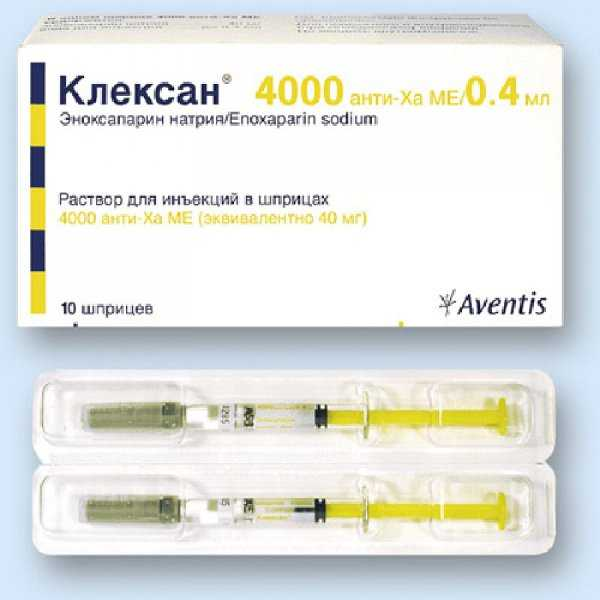 Клексан® 4000 анти-Ха МЕ/0.4 мл
Эноксапарин натрия/Enoxaparin sodium
Раствор для инъекций в шприцах
4000 анти-Ха МЕ (эквивалентно 40 мг)
10 шприцев
Aventis